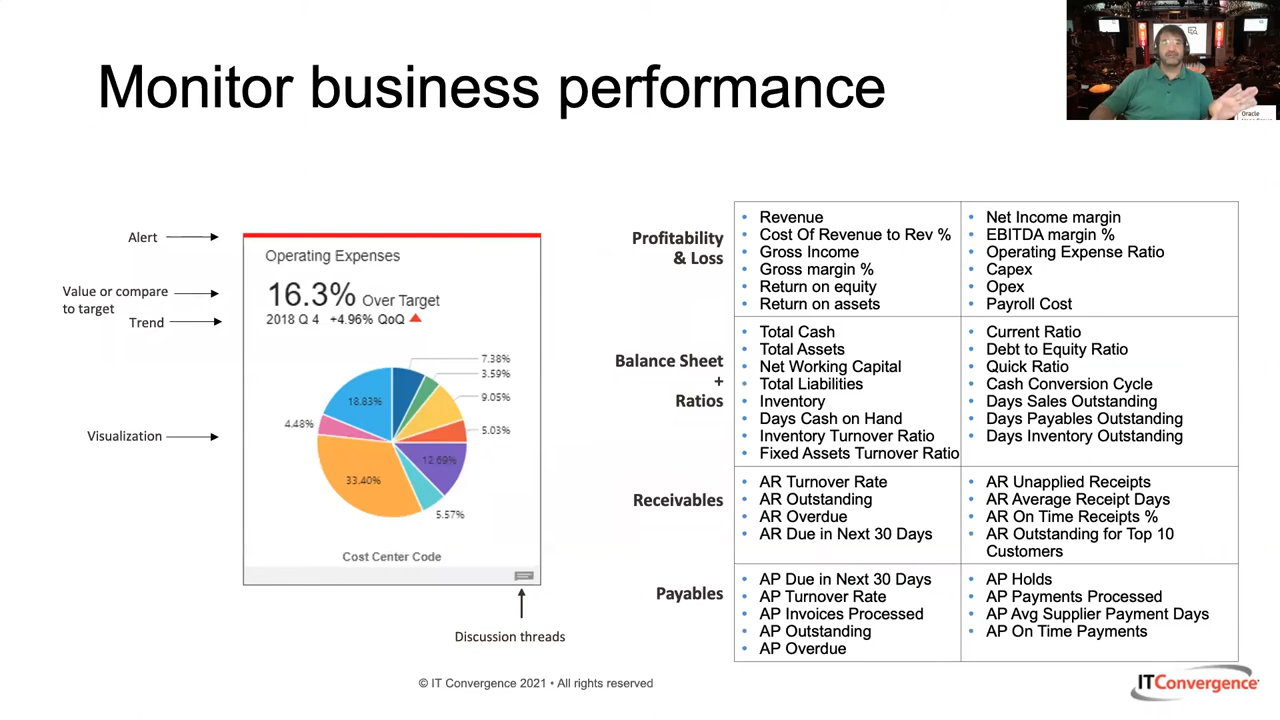 Monitor business performance
Oracle
Alert
Value or compare
to target
Trend
Visualization
Operating Expenses
16.3% Over Target
2018 Q 4 +4.96% QoQ
7.38%
3.59%
9.05%
5.03%
12.69%
5.57%
33.40%
4.48%
18.83%
Cost Center Code
Discussion threads
Profitability
& Loss
• Revenue
• Cost Of Revenue to Rev %
• Gross Income
• Gross margin %
• Return on equity
• Return on assets
• Net Income margin
• EBITDA margin %
• Operating Expense Ratio
• Capex
• Opex
• Payroll Cost
Balance Sheet
+
Ratios
• Total Cash
• Total Assets
• Net Working Capital
• Total Liabilities
• Inventory
• Days Cash on Hand
• Inventory Turnover Ratio
• Fixed Assets Turnover Ratio
• Current Ratio
• Debt to Equity Ratio
• Quick Ratio
• Cash Conversion Cycle
• Days Sales Outstanding
• Days Payables Outstanding
• Days Inventory Outstanding
Receivables
• AR Turnover Rate
• AR Outstanding
• AR Overdue
• AR Due in Next 30 Days
• AR Unapplied Receipts
• AR Average Receipt Days
• AR On Time Receipts %
• AR Outstanding for Top 10
Customers
Payables
• AP Due in Next 30 Days
• AP Turnover Rate
• AP Invoices Processed
• AP Outstanding
• AP Overdue
• AP Holds
• AP Payments Processed
• AP Avg Supplier Payment Days
• AP On Time Payments
© IT Convergence 2021 • All rights reserved
ITConvergence